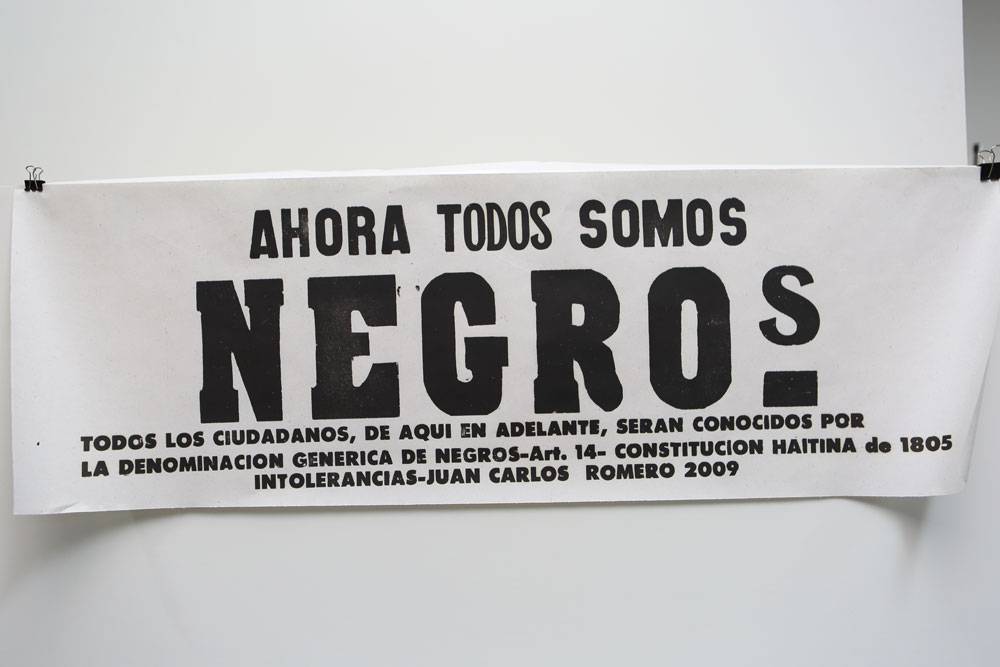 AHORA TODOS SOMOS
NEGROS
TODOS LOS CIUDADANOS, DE AQUI EN ADELANTE, SERAN CONOCIDOS POR
LA DENOMINACION GENERICA DE NEGROS-Art. 14- CONSTITUCION HAITINA de 1805
INTOLERANCIAS-JUAN CARLOS ROMERO 2009